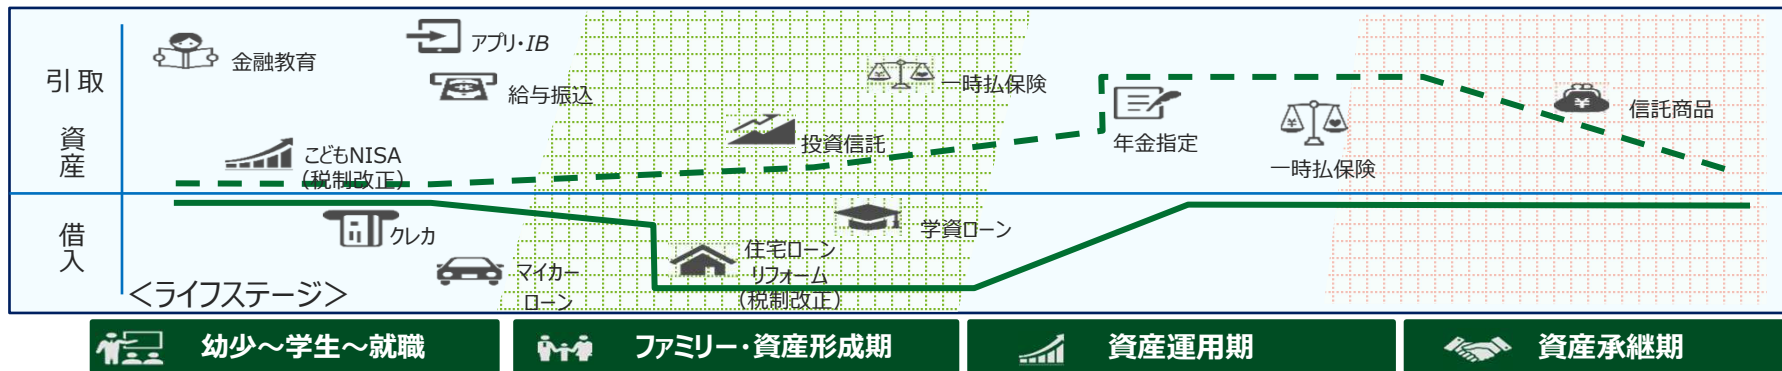 引取
資産
借入
金融教育
アプリ・IB
給与振込
こどもNISA
(税制改正)
一時払保険
投資信託
年金指定
一時払保険
信託商品
クレカ
マイカー
ローン
住宅ローン
リフォーム
(税制改正)
学資ローン
<ライフステージ>
幼少~学生~就職
ファミリー・資産形成期
資産運用期
資産承継期